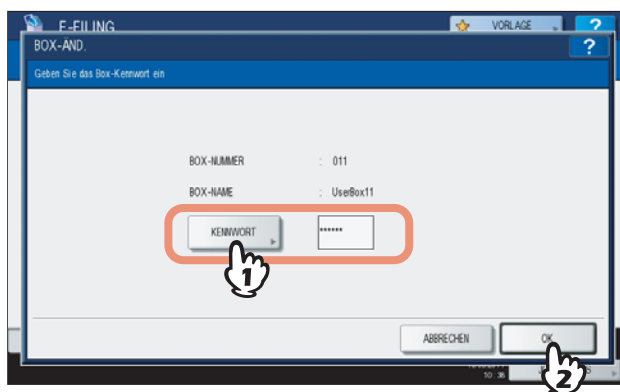 E-FILING
VORLAGE
?
BOX-ÄND.
?
Geben Sie das Box-Kennwort ein
BOX-NUMMER : 011
BOX-NAME : UserBox11
KENNWORT ******
1
ABBRECHEN
OK
2